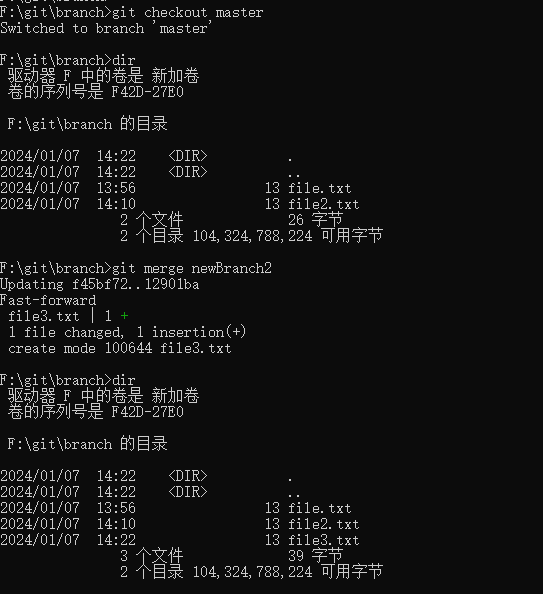 F:\git\branch>git checkout master
Switched to branch 'master'
F:\git\branch>dir
驱动器 F 中的卷是 新加卷
卷的序列号是 F42D-27E0
F:\git\branch 的目录
2024/01/07  14:22    <DIR>          .
2024/01/07  14:22    <DIR>          ..
2024/01/07  13:56                13 file.txt
2024/01/07  14:10                13 file2.txt
2 个文件             26 字节
2 个目录 104,324,788,224 可用字节
F:\git\branch>git merge newBranch2
Updating f45bf72..12901ba
Fast-forward
file3.txt | 1 +
1 file changed, 1 insertion(+)
create mode 100644 file3.txt
F:\git\branch>dir
驱动器 F 中的卷是 新加卷
卷的序列号是 F42D-27E0
F:\git\branch 的目录
2024/01/07  14:22    <DIR>          .
2024/01/07  14:22    <DIR>          ..
2024/01/07  13:56                13 file.txt
2024/01/07  14:10                13 file2.txt
2024/01/07  14:22                13 file3.txt
3 个文件             39 字节
2 个目录 104,324,788,224 可用字节